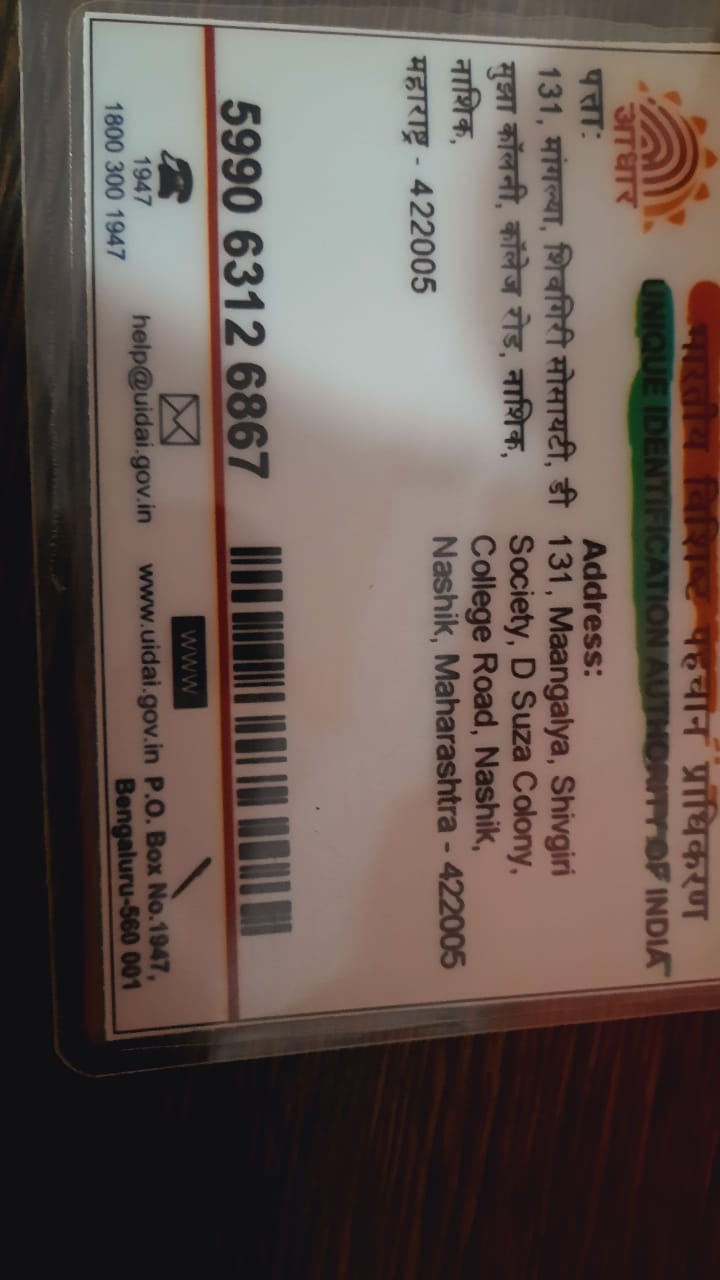 भारतीय विशिष्ट पहचान प्राधिकरण
UNIQUE IDENTIFICATION AUTHORITY OF INDIA
आधार
पत्ता:
131, मांगल्या, शिवगिरी सोसायटी, डी
सुझा कॉलनी, कॉलेज रोड, नाशिक,
नाशिक,
महाराष्ट्र - 422005
Address:
131, Maangalya, Shivgiri
Society, D Suza Colony,
College Road, Nashik,
Nashik, Maharashtra - 422005
5990 6312 6867
1947
1800 300 1947
help@uidai.gov.in
www
www.uidai.gov.in
P.O. Box No.1947,
Bengaluru-560 001